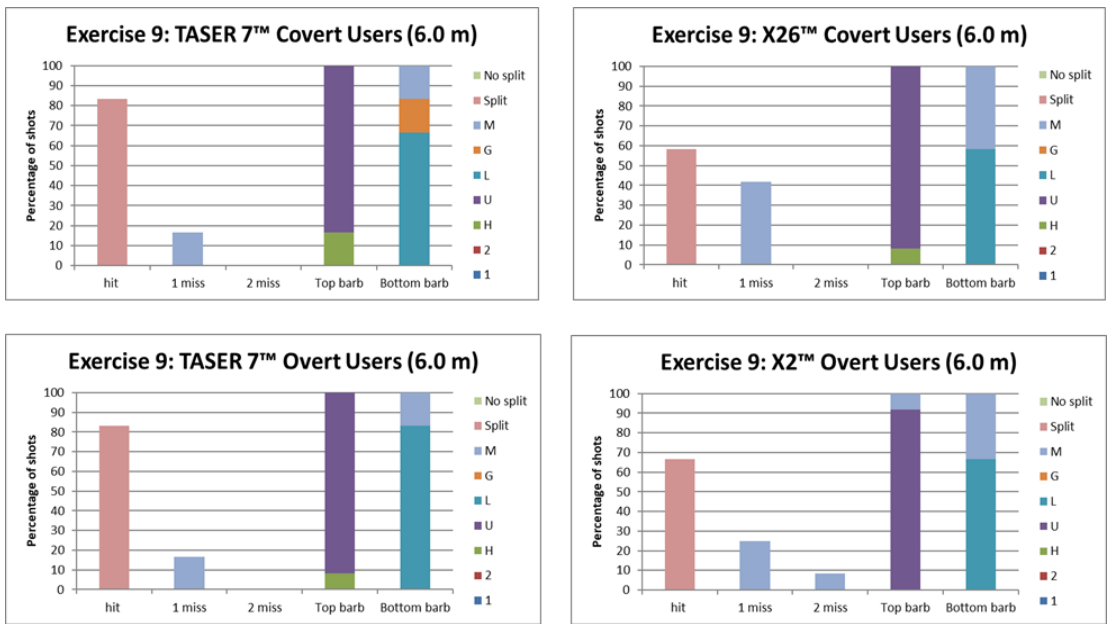 Exercise 9: TASER 7™ Covert Users (6.0 m)
Percentage of shots
100
90
80
70
60
50
40
30
20
10
0
hit
1 miss
2 miss
Top barb
Bottom barb
No split
Split
M
G
L
U
H
2
1
Exercise 9: X26™ Covert Users (6.0 m)
Percentage of shots
100
90
80
70
60
50
40
30
20
10
0
hit
1 miss
2 miss
Top barb
Bottom barb
No split
Split
M
G
L
U
H
2
1
Exercise 9: TASER 7™ Overt Users (6.0 m)
Percentage of shots
100
90
80
70
60
50
40
30
20
10
0
hit
1 miss
2 miss
Top barb
Bottom barb
No split
Split
M
G
L
U
H
2
1
Exercise 9: X2™ Overt Users (6.0 m)
Percentage of shots
100
90
80
70
60
50
40
30
20
10
0
hit
1 miss
2 miss
Top barb
Bottom barb
No split
Split
M
G
L
U
H
2
1